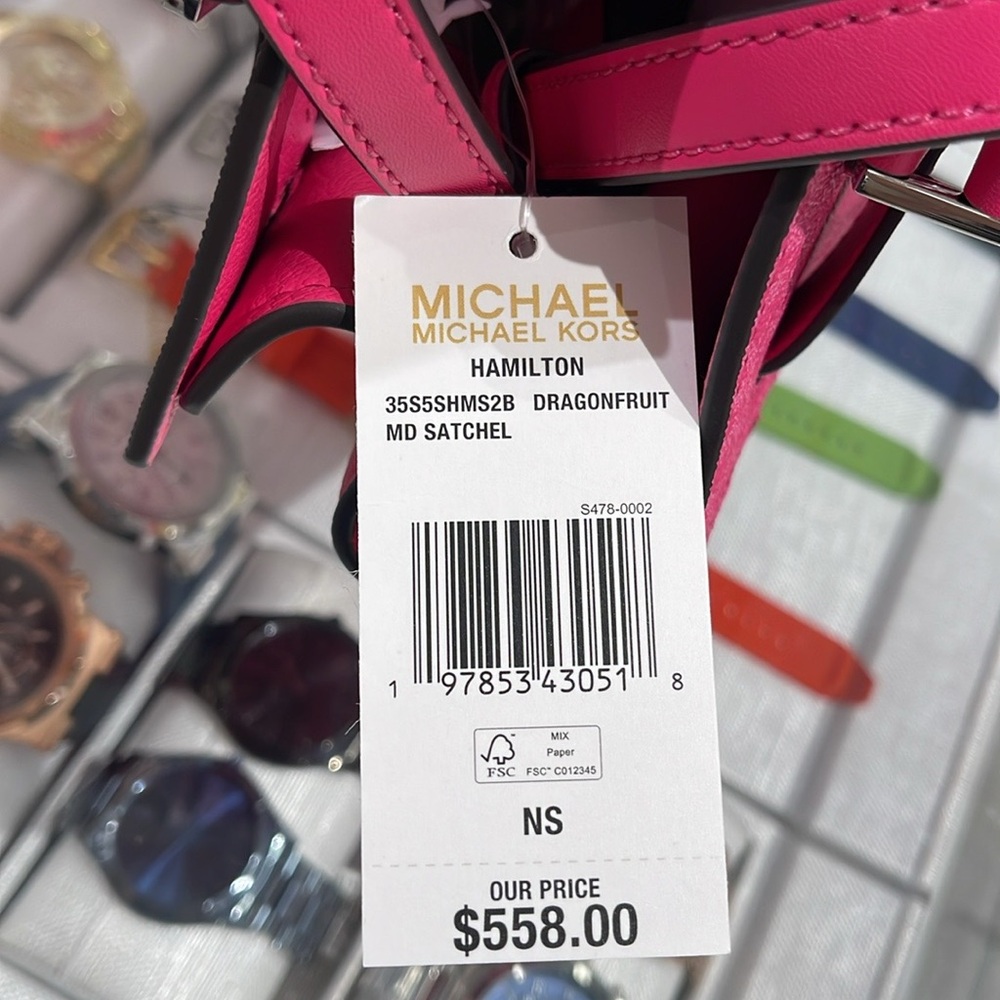 MICHAEL
MICHAEL KORS
HAMILTON
35S5SHMS2B DRAGONFRUIT
MD SATCHEL
S478-0002
1 97853 43051 8
FSC
MIX
Paper
FSC™ C012345
NS
OUR PRICE
$558.00